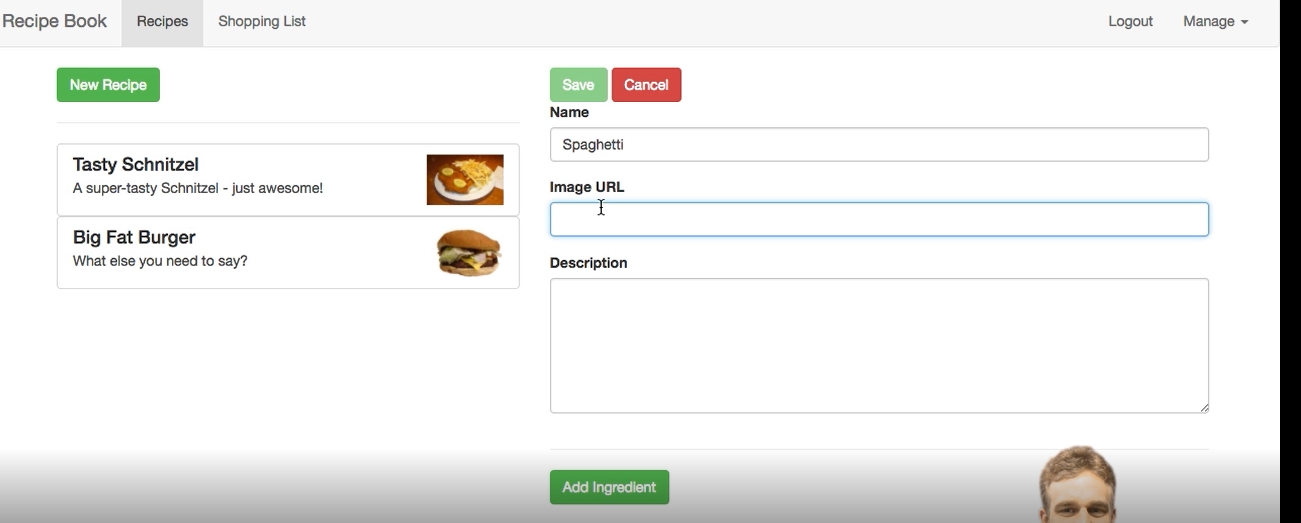 Recipe Book Recipes Shopping List Logout Manage
New Recipe
Tasty Schnitzel
A super-tasty Schnitzel - just awesome!
Big Fat Burger
What else you need to say?
Save Cancel
Name
Spaghetti
Image URL
Description
Add Ingredient